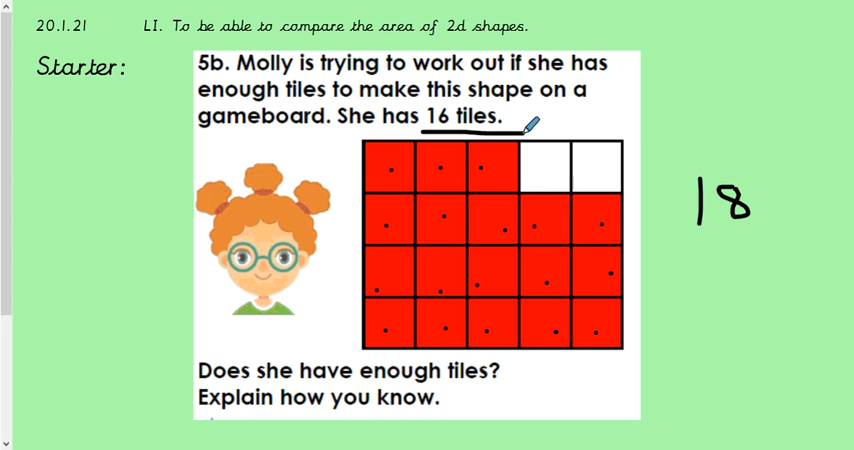 20.1.21 LI. To be able to compare the area of 2d shapes.
Starter:
5b. Molly is trying to work out if she has
enough tiles to make this shape on a
gameboard. She has 16 tiles.
18
Does she have enough tiles?
Explain how you know.